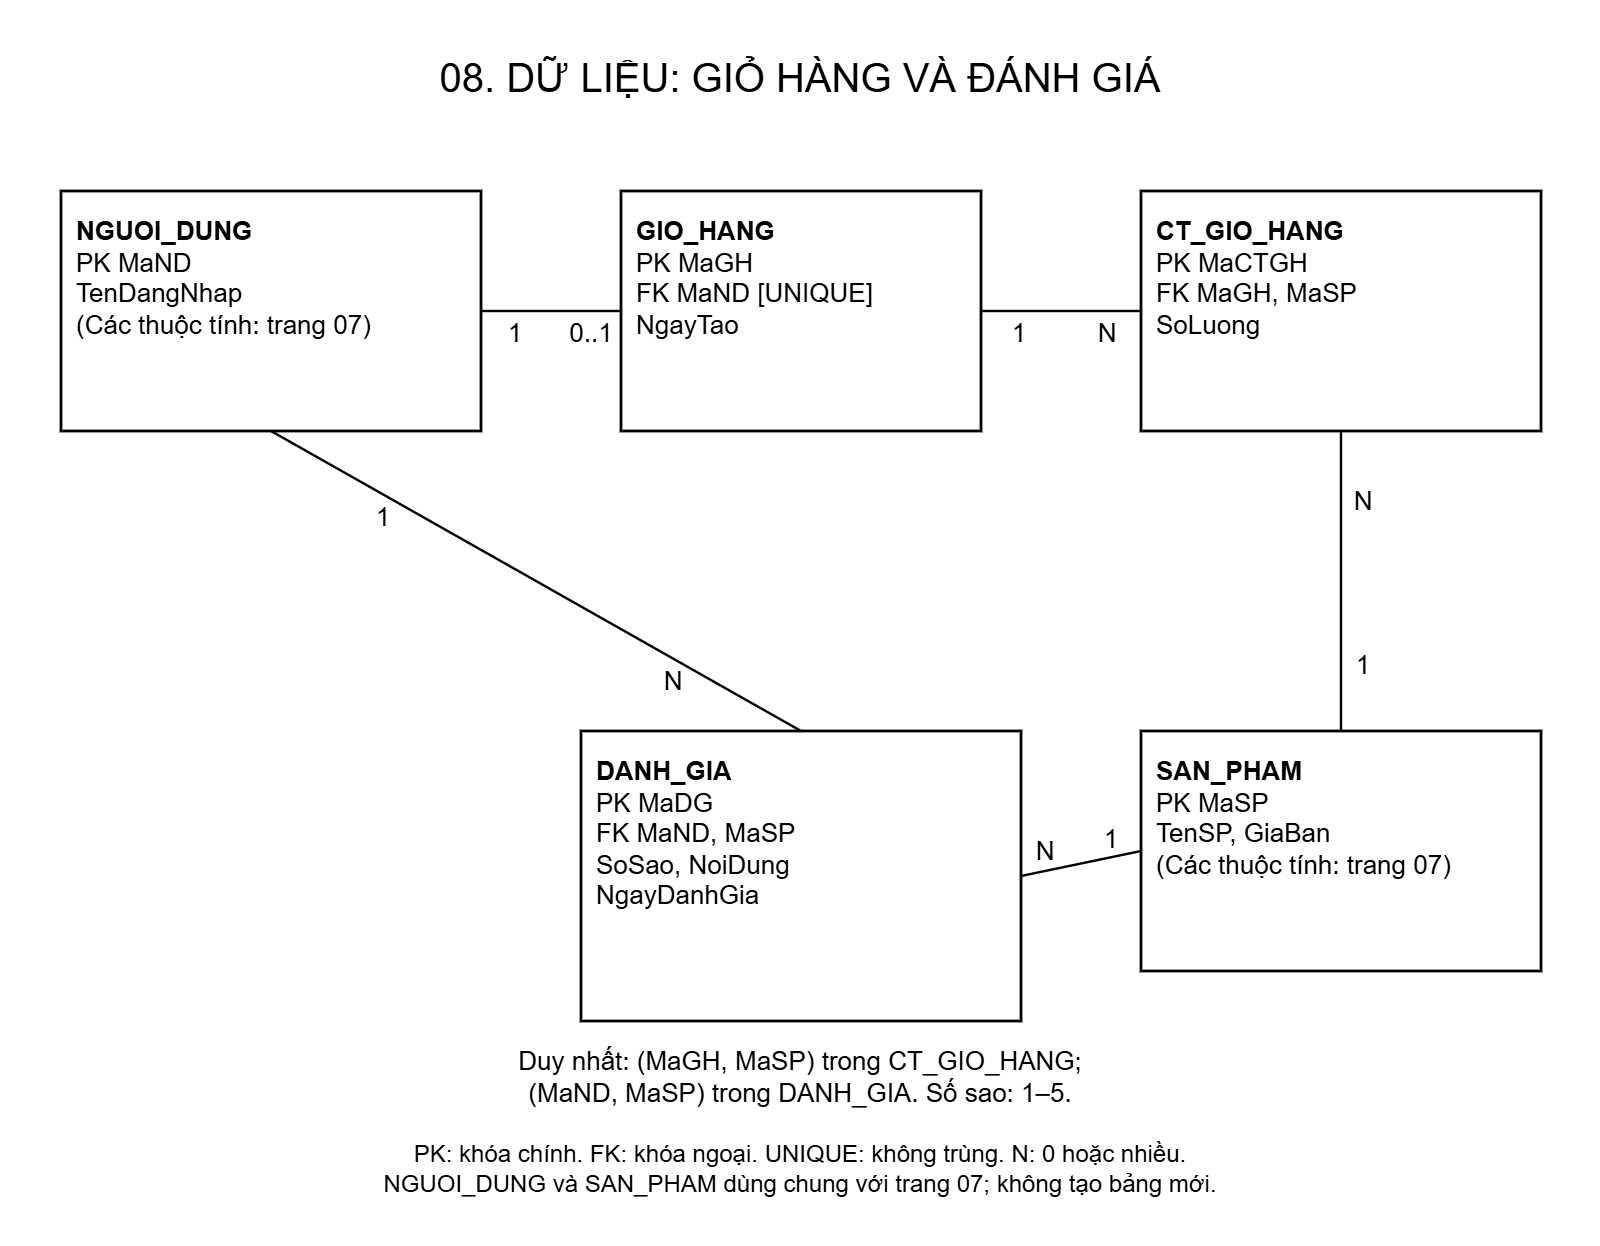 08. DỮ LIỆU: GIỎ HÀNG VÀ ĐÁNH GIÁ
NGUOI_DUNG
PK MaND
TenDangNhap
(Các thuộc tính: trang 07)
1
0..1
GIO_HANG
PK MaGH
FK MaND [UNIQUE]
NgayTao
1
N
CT_GIO_HANG
PK MaCTGH
FK MaGH, MaSP
SoLuong
N
1
1
N
DANH_GIA
PK MaDG
FK MaND, MaSP
SoSao, NoiDung
NgayDanhGia
N
1
SAN_PHAM
PK MaSP
TenSP, GiaBan
(Các thuộc tính: trang 07)
Duy nhất: (MaGH, MaSP) trong CT_GIO_HANG;
(MaND, MaSP) trong DANH_GIA. Số sao: 1–5.
PK: khóa chính. FK: khóa ngoại. UNIQUE: không trùng. N: 0 hoặc nhiều.
NGUOI_DUNG và SAN_PHAM dùng chung với trang 07; không tạo bảng mới.